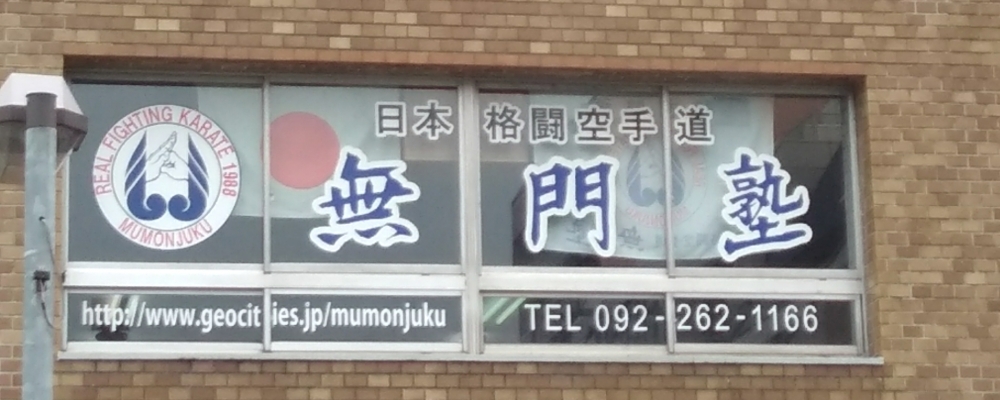 REAL FIGHTING KARATE 1988
MUMONJUKU
日本 格闘空手道
無門塾
http://www.geocities.jp/mumonjuku
TEL 092-262-1166